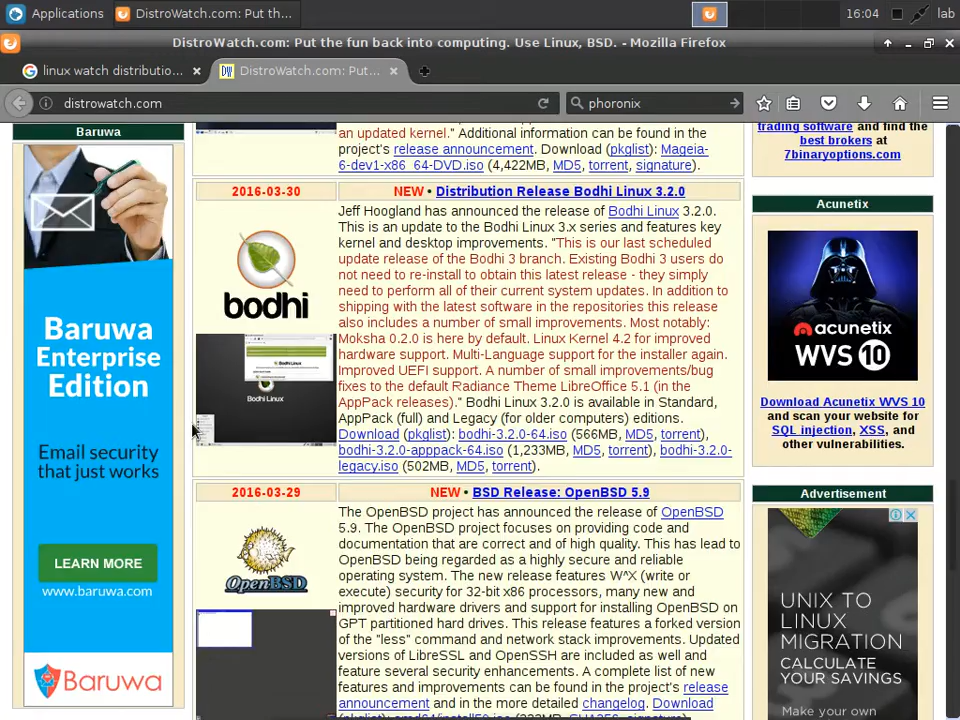 Applications
DistroWatch.com: Put th...
16:04
lab
DistroWatch.com: Put the fun back into computing. Use Linux, BSD. - Mozilla Firefox
linux watch distributio...
DW
DistroWatch.com: Put...
distrowatch.com
phoronix
Baruwa
Baruwa
Enterprise
Edition
Email security
that just works
LEARN MORE
www.baruwa.com
Baruwa
an updated kernel." Additional information can be found in the
project's release announcement. Download (pkglist): Mageia-
6-dev1-x86_64-DVD.iso (4,422MB, MD5, torrent, signature).
2016-03-30
NEW • Distribution Release Bodhi Linux 3.2.0
bodhi
Bodhi Linux
Jeff Hoogland has announced the release of Bodhi Linux 3.2.0.
This is an update to the Bodhi Linux 3.x series and features key
kernel and desktop improvements. "This is our last scheduled
update release of the Bodhi 3 branch. Existing Bodhi 3 users do
not need to re-install to obtain this latest release - they simply
need to perform all of their current system updates. In addition to
shipping with the latest software in the repositories this release
also includes a number of small improvements. Most notably:
Moksha 0.2.0 is here by default. Linux Kernel 4.2 for improved
hardware support. Multi-Language support for the installer again.
Improved UEFI support. A number of small improvements/bug
fixes to the default Radiance Theme LibreOffice 5.1 (in the
AppPack releases)." Bodhi Linux 3.2.0 is available in Standard,
AppPack (full) and Legacy (for older computers) editions.
Download (pkglist): bodhi-3.2.0-64.iso (566MB, MD5, torrent),
bodhi-3.2.0-apppack-64.iso (1,233MB, MD5, torrent), bodhi-3.2.0-
legacy.iso (502MB, MD5, torrent).
2016-03-29
NEW • BSD Release: OpenBSD 5.9
OpenBSD
The OpenBSD project has announced the release of OpenBSD
5.9. The OpenBSD project focuses on providing code and
documentation that are correct and of high quality. This has lead to
OpenBSD being regarded as a highly secure and reliable
operating system. The new release features W^X (write or
execute) security for 32-bit x86 processors, many new and
improved hardware drivers and support for installing OpenBSD on
GPT partitioned hard drives. This release features a forked version
of the "less" command and network stack improvements. Updated
versions of LibreSSL and OpenSSH are included as well and
feature several security enhancements. A complete list of new
features and improvements can be found in the project's release
announcement and in the more detailed changelog. Download
(pkglist): amd64/install59.iso (223MB, SHA256, signature).
trading software and find the
best brokers at
7binaryoptions.com
Acunetix
acunetix
WVS 10
Download Acunetix WVS 10
and scan your website for
SQL injection, XSS, and
other vulnerabilities.
Advertisement
UNIX TO
LINUX
MIGRATION
CALCULATE
YOUR SAVINGS
Make your own